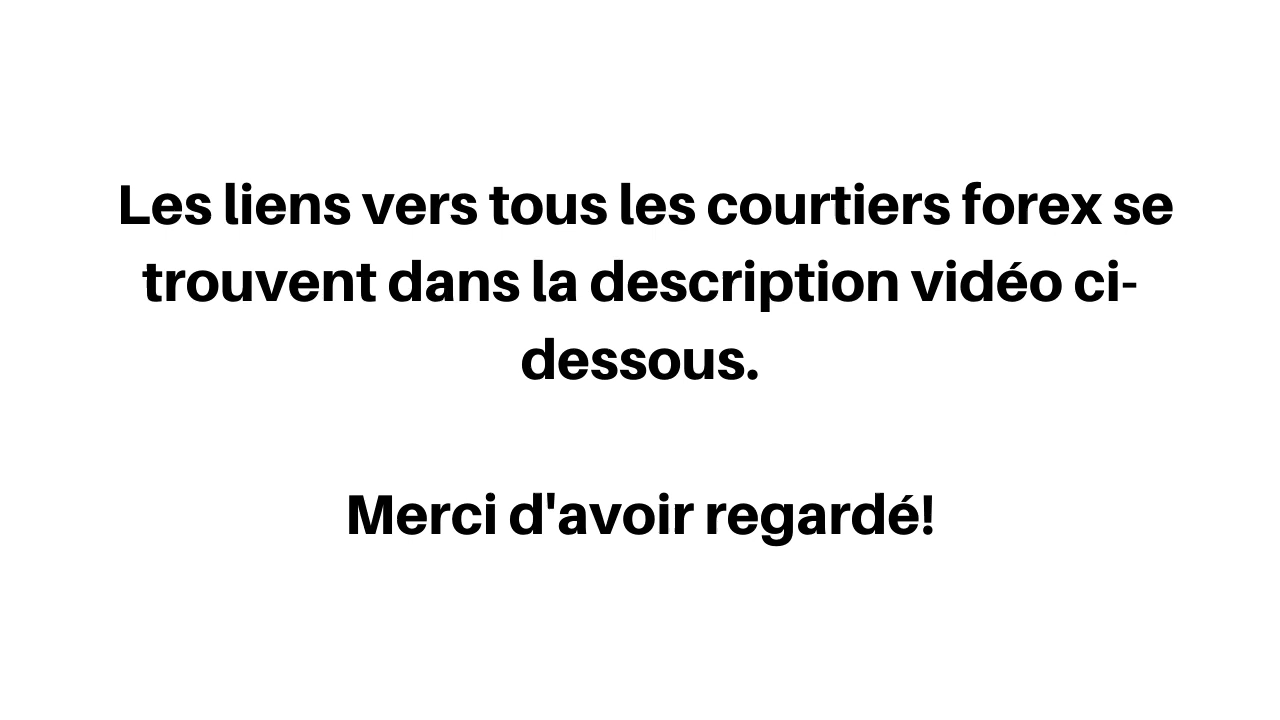 Les liens vers tous les courtiers forex se
trouvent dans la description vidéo ci-
dessous.
Merci d'avoir regardé!